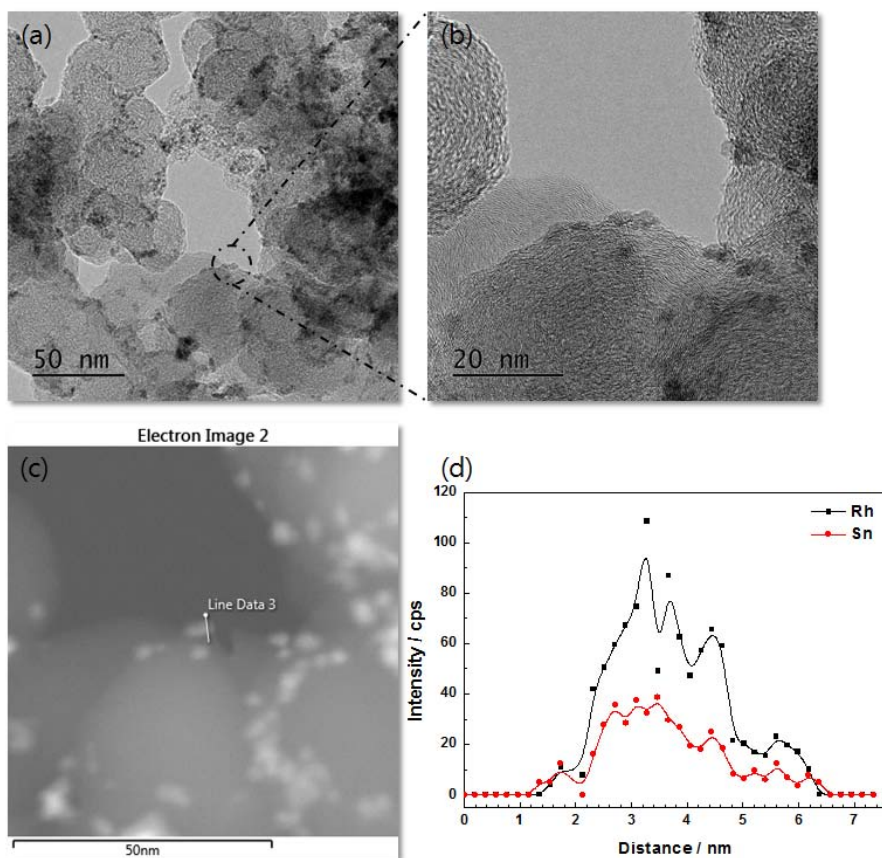 (a)
50 nm
(b)
20 nm
Electron Image 2
(c)
Line Data 3
50nm
(d)
120
100
80
60
40
20
0
Intensity / cps
Rh
Sn
0 1 2 3 4 5 6 7
Distance / nm